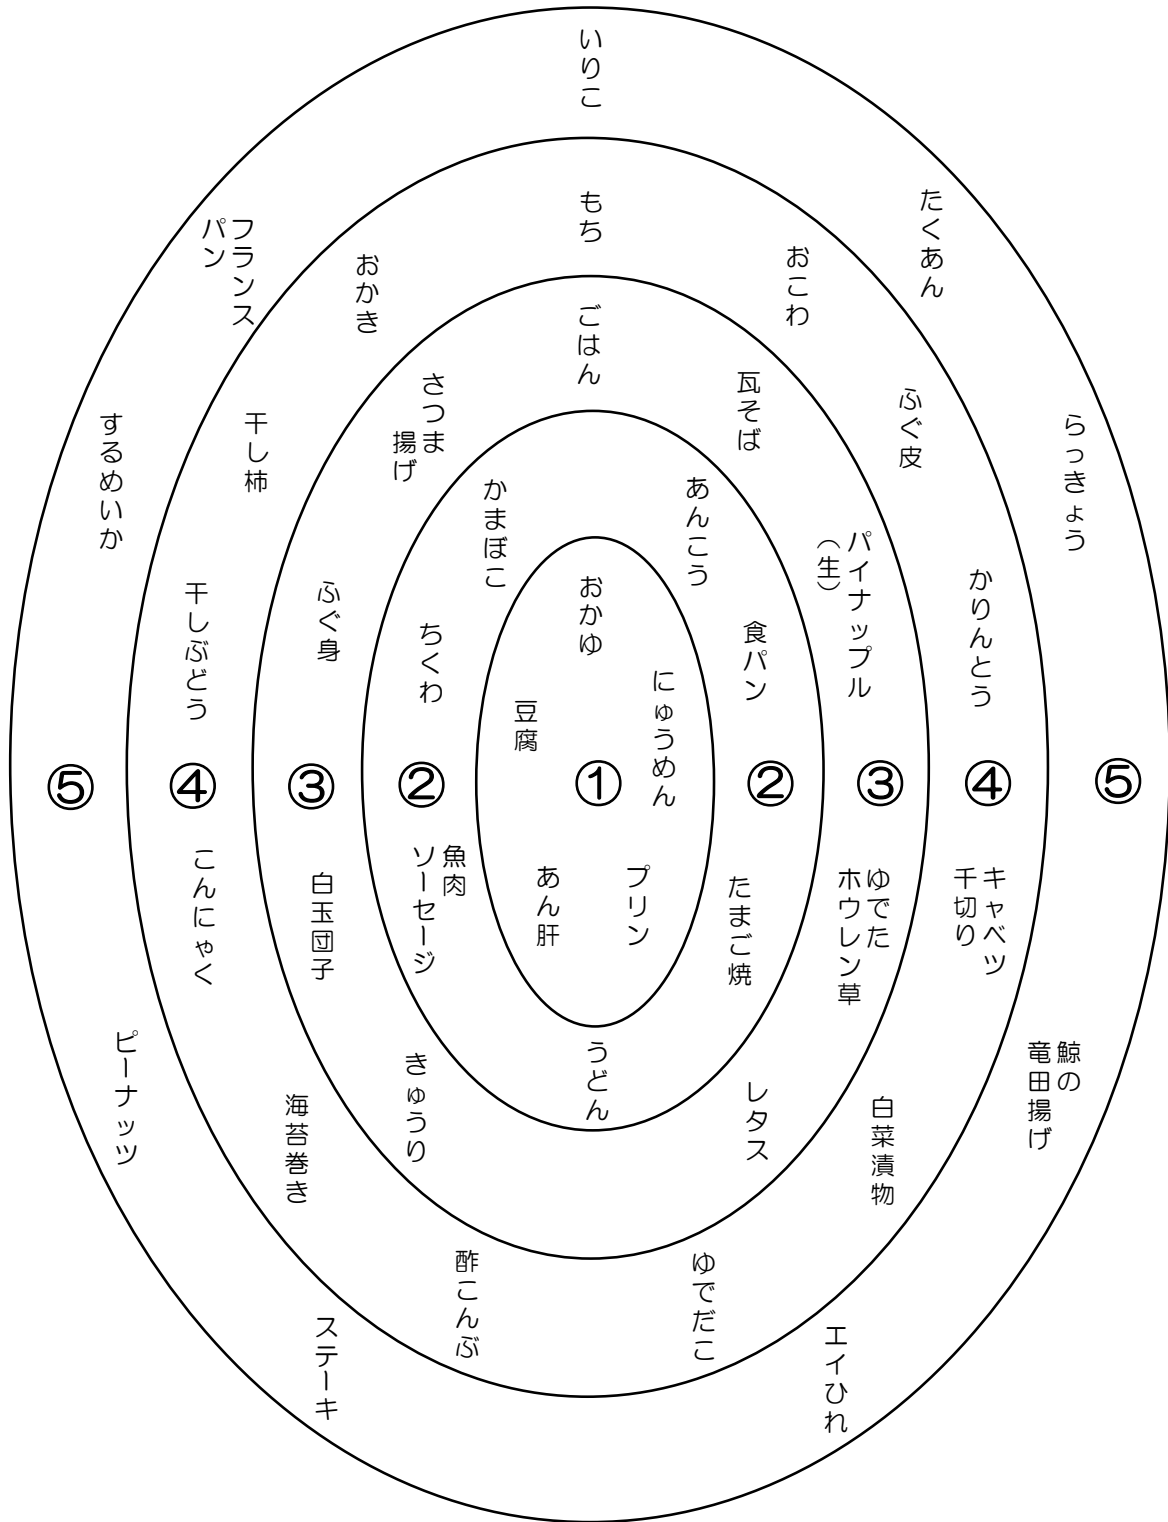 いりこ
たくあん
フランス
パン
もち
おこわ
おかき
ごはん
瓦そば
さつま
揚げ
ふぐ皮
らっきょう
干し柿
するめいか
かまぼこ
あんこう
パイナップル
(生)
おかゆ
かりんとう
ふぐ身
干しぶどう
ちくわ
食パン
にゅうめん
豆腐
⑤
④
③
②
①
②
③
④
⑤
魚肉
ソーセージ
こんにゃく
白玉団子
あん肝
プリン
たまご焼
ゆでた
ホウレン草
キャベツ
千切り
ピーナッツ
うどん
きゅうり
レタス
鯨の
竜田揚げ
海苔巻き
白菜漬物
酢こんぶ
ゆでだこ
ステーキ
エイひれ